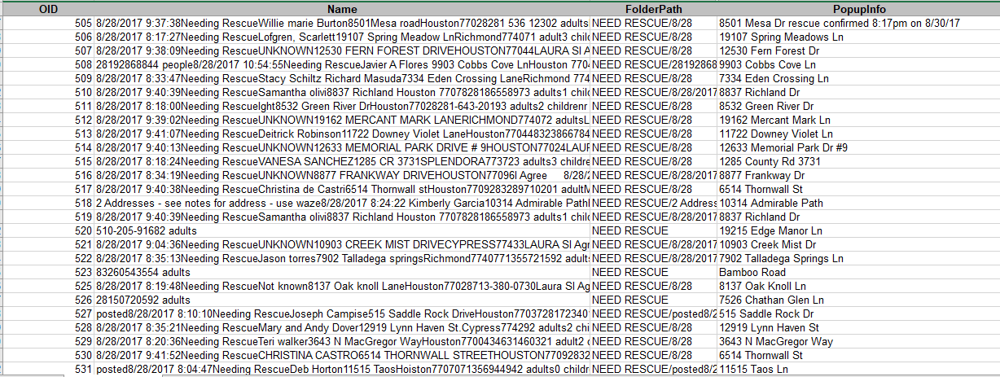 OID Name FolderPath PopupInfo
505 8/28/2017 9:37:38Needing RescueWillie marie Burton8501Mesa roadHouston77028281 536 12302 adults NEED RESCUE/8/28 8501 Mesa Dr rescue confirmed 8:17pm on 8/30/17
506 8/28/2017 8:17:27Needing RescueLofgren, Scarlett19107 Spring Meadow LnRichmond774071 adult3 chilc NEED RESCUE/8/28 19107 Spring Meadows Ln
507 8/28/2017 9:38:09Needing RescueUNKNOWN12530 FERN FOREST DRIVEHOUSTON77044LAURA SI A NEED RESCUE/8/28 12530 Fern Forest Dr
508 28192868844 people8/28/2017 10:54:55Needing RescueJavier A Flores 9903 Cobbs Cove LnHouston 7704 NEED RESCUE/28192868 9903 Cobbs Cove Ln
509 8/28/2017 8:33:47Needing RescueStacy Schiltz Richard Masuda7334 Eden Crossing LaneRichmond 774 NEED RESCUE/8/28 7334 Eden Crossing Ln
510 8/28/2017 9:40:39Needing RescueSamantha olivi8837 Richland Houston 7707828186558973 adults1 chilc NEED RESCUE/8/28/2017 8837 Richland Dr
511 8/28/2017 8:18:00Needing Rescuelght8532 Green River DrHouston77028281-643-20193 adults2 childrenr NEED RESCUE/8/28 8532 Green River Dr
512 8/28/2017 9:39:02Needing RescueUNKNOWN19162 MERCANT MARK LANERICHMOND774072 adultsL NEED RESCUE/8/28 19162 Mercant Mark Ln
513 8/28/2017 9:41:07Needing RescueDeitrick Robinson11722 Downey Violet LaneHouston770448323866784 NEED RESCUE/8/28 11722 Downey Violet Ln
514 8/28/2017 9:40:13Needing RescueUNKNOWN12633 MEMORIAL PARK DRIVE # 9HOUSTON77024LAUF NEED RESCUE/8/28 12633 Memorial Park Dr #9
515 8/28/2017 8:18:24Needing RescueVANESA SANCHEZ1285 CR 3731SPLENDORA773723 adults3 childr NEED RESCUE/8/28 1285 County Rd 3731
516 8/28/2017 8:34:19Needing RescueUNKNOWN8877 FRANKWAY DRIVEHOUSTON77096I Agree 8/28/2 NEED RESCUE/8/28/2017 8877 Frankway Dr
517 8/28/2017 9:40:38Needing RescueChristina de Castri6514 Thornwall stHouston7709283289710201 adultM NEED RESCUE/8/28 6514 Thornwall St
518 2 Addresses - see notes for address - use waze8/28/2017 8:24:22 Kimberly Garcia10314 Admirable Pathl NEED RESCUE/2 Address 10314 Admirable Path
519 8/28/2017 9:40:39Needing RescueSamantha olivi8837 Richland Houston 7707828186558973 adults1 chilc NEED RESCUE/8/28/2017 8837 Richland Dr
520 510-205-91682 adults NEED RESCUE 19215 Edge Manor Ln
521 8/28/2017 9:04:36Needing RescueUNKNOWN10903 CREEK MIST DRIVECYPRESS77433LAURA SI Agr NEED RESCUE/8/28/2017 10903 Creek Mist Dr
522 8/28/2017 8:35:13Needing RescueJason torres7902 Talladega springsRichmond7740771355721592 adults NEED RESCUE/8/28/2017 7902 Talladega Springs Ln
523 83260543554 adults NEED RESCUE Bamboo Road
525 8/28/2017 8:19:48Needing RescueNot known8137 Oak knoll LaneHouston77028713-380-0730Laura SI Ag NEED RESCUE/8/28 8137 Oak Knoll Ln
526 28150720592 adults NEED RESCUE 7526 Chathan Glen Ln
527 posted8/28/2017 8:10:10Needing RescueJoseph Campise515 Saddle Rock DriveHouston77037281723401 NEED RESCUE/posted8/2 515 Saddle Rock Dr
528 8/28/2017 8:35:21Needing RescueMary and Andy Dover12919 Lynn Haven St.Cypress774292 adults2 chi NEED RESCUE/8/28 12919 Lynn Haven St
529 8/28/2017 8:20:36Needing RescueTeri walker3643 N MacGregor WayHouston7700434631460321 adult2 c NEED RESCUE/8/28 3643 N MacGregor Way
530 8/28/2017 9:41:52Needing RescueCHRISTINA CASTRO6514 THORNWALL STREETHOUSTON77092832 NEED RESCUE/8/28 6514 Thornwall St
531 posted8/28/2017 8:04:47Needing RescueDeb Horton11515 TaosHoiston7707071356944942 adults0 childr NEED RESCUE/posted8/2 11515 Taos Ln